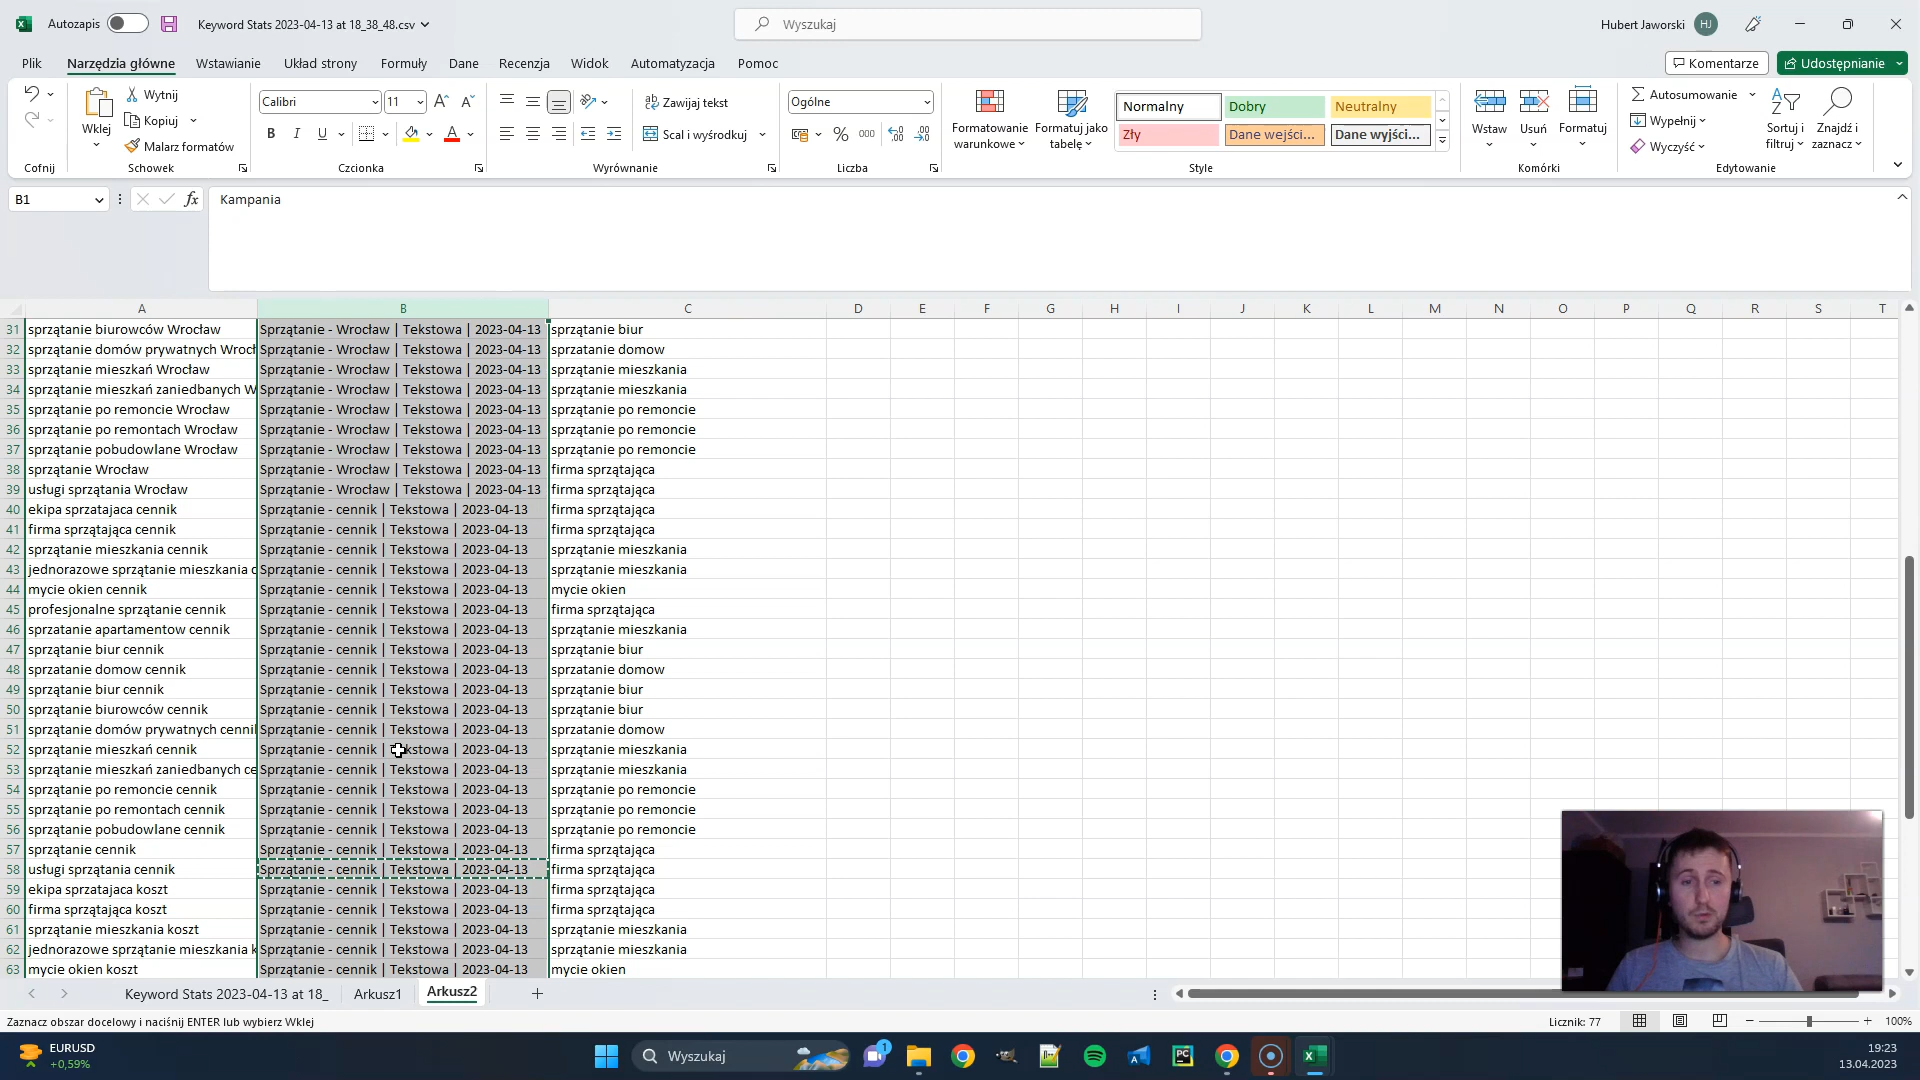 Autozapis
Keyword Stats 2023-04-13 at 18_38_48.csv
Wyszukaj
Hubert Jaworski
HJ
Plik Narzędzia główne Wstawianie Układ strony Formuły Dane Recenzja Widok Automatyzacja Pomoc
Komentarze
Udostępnianie
Cofnij
Wklej
Wytnij
Kopiuj
Malarz formatów
Schowek
Calibri 11
B I U
Czcionka
Zawijaj tekst
Scal i wyśrodkuj
Wyrównanie
Ogólne
% 000
Liczba
Formatowanie warunkowe
Formatuj jako tabelę
Normalny Dobry Neutralny
Zły Dane wejści... Dane wyjści...
Style
Wstaw Usuń Formatuj
Komórki
Autosumowanie
Wypełnij
Wyczyść
Sortuj i filtruj
Znajdź i zaznacz
Edytowanie
B1 fx Kampania
A B C D E F G H I J K L M N O P Q R S T
31 sprzątanie biurowców Wrocław Sprzątanie - Wrocław | Tekstowa | 2023-04-13 sprzątanie biur
32 sprzątanie domów prywatnych Wrocł Sprzątanie - Wrocław | Tekstowa | 2023-04-13 sprzatanie domow
33 sprzątanie mieszkań Wrocław Sprzątanie - Wrocław | Tekstowa | 2023-04-13 sprzątanie mieszkania
34 sprzątanie mieszkań zaniedbanych W Sprzątanie - Wrocław | Tekstowa | 2023-04-13 sprzątanie mieszkania
35 sprzątanie po remoncie Wrocław Sprzątanie - Wrocław | Tekstowa | 2023-04-13 sprzątanie po remoncie
36 sprzątanie po remontach Wrocław Sprzątanie - Wrocław | Tekstowa | 2023-04-13 sprzątanie po remoncie
37 sprzątanie pobudowlane Wrocław Sprzątanie - Wrocław | Tekstowa | 2023-04-13 sprzątanie po remoncie
38 sprzątanie Wrocław Sprzątanie - Wrocław | Tekstowa | 2023-04-13 firma sprzątająca
39 usługi sprzątania Wrocław Sprzątanie - Wrocław | Tekstowa | 2023-04-13 firma sprzątająca
40 ekipa sprzatajaca cennik Sprzątanie - cennik | Tekstowa | 2023-04-13 firma sprzątająca
41 firma sprzątająca cennik Sprzątanie - cennik | Tekstowa | 2023-04-13 firma sprzątająca
42 sprzątanie mieszkania cennik Sprzątanie - cennik | Tekstowa | 2023-04-13 sprzątanie mieszkania
43 jednorazowe sprzątanie mieszkania c Sprzątanie - cennik | Tekstowa | 2023-04-13 sprzątanie mieszkania
44 mycie okien cennik Sprzątanie - cennik | Tekstowa | 2023-04-13 mycie okien
45 profesjonalne sprzątanie cennik Sprzątanie - cennik | Tekstowa | 2023-04-13 firma sprzątająca
46 sprzatanie apartamentow cennik Sprzątanie - cennik | Tekstowa | 2023-04-13 sprzątanie mieszkania
47 sprzatanie biur cennik Sprzątanie - cennik | Tekstowa | 2023-04-13 sprzątanie biur
48 sprzatanie domow cennik Sprzątanie - cennik | Tekstowa | 2023-04-13 sprzatanie domow
49 sprzątanie biur cennik Sprzątanie - cennik | Tekstowa | 2023-04-13 sprzątanie biur
50 sprzątanie biurowców cennik Sprzątanie - cennik | Tekstowa | 2023-04-13 sprzątanie biur
51 sprzątanie domów prywatnych cenni Sprzątanie - cennik | Tekstowa | 2023-04-13 sprzatanie domow
52 sprzątanie mieszkań cennik Sprzątanie - cennik | Tekstowa | 2023-04-13 sprzątanie mieszkania
53 sprzątanie mieszkań zaniedbanych ce Sprzątanie - cennik | Tekstowa | 2023-04-13 sprzątanie mieszkania
54 sprzątanie po remoncie cennik Sprzątanie - cennik | Tekstowa | 2023-04-13 sprzątanie po remoncie
55 sprzątanie po remontach cennik Sprzątanie - cennik | Tekstowa | 2023-04-13 sprzątanie po remoncie
56 sprzątanie pobudowlane cennik Sprzątanie - cennik | Tekstowa | 2023-04-13 sprzątanie po remoncie
57 sprzątanie cennik Sprzątanie - cennik | Tekstowa | 2023-04-13 firma sprzątająca
58 usługi sprzątania cennik Sprzątanie - cennik | Tekstowa | 2023-04-13 firma sprzątająca
59 ekipa sprzatajaca koszt Sprzątanie - cennik | Tekstowa | 2023-04-13 firma sprzątająca
60 firma sprzątająca koszt Sprzątanie - cennik | Tekstowa | 2023-04-13 firma sprzątająca
61 sprzątanie mieszkania koszt Sprzątanie - cennik | Tekstowa | 2023-04-13 sprzątanie mieszkania
62 jednorazowe sprzątanie mieszkania k Sprzątanie - cennik | Tekstowa | 2023-04-13 sprzątanie mieszkania
63 mycie okien koszt Sprzątanie - cennik | Tekstowa | 2023-04-13 mycie okien
Keyword Stats 2023-04-13 at 18_ Arkusz1 Arkusz2
Zaznacz obszar docelowy i naciśnij ENTER lub wybierz Wklej
Licznik: 77
100%
EURUSD
+0,59%
Wyszukaj
1
PC
19:23
13.04.2023